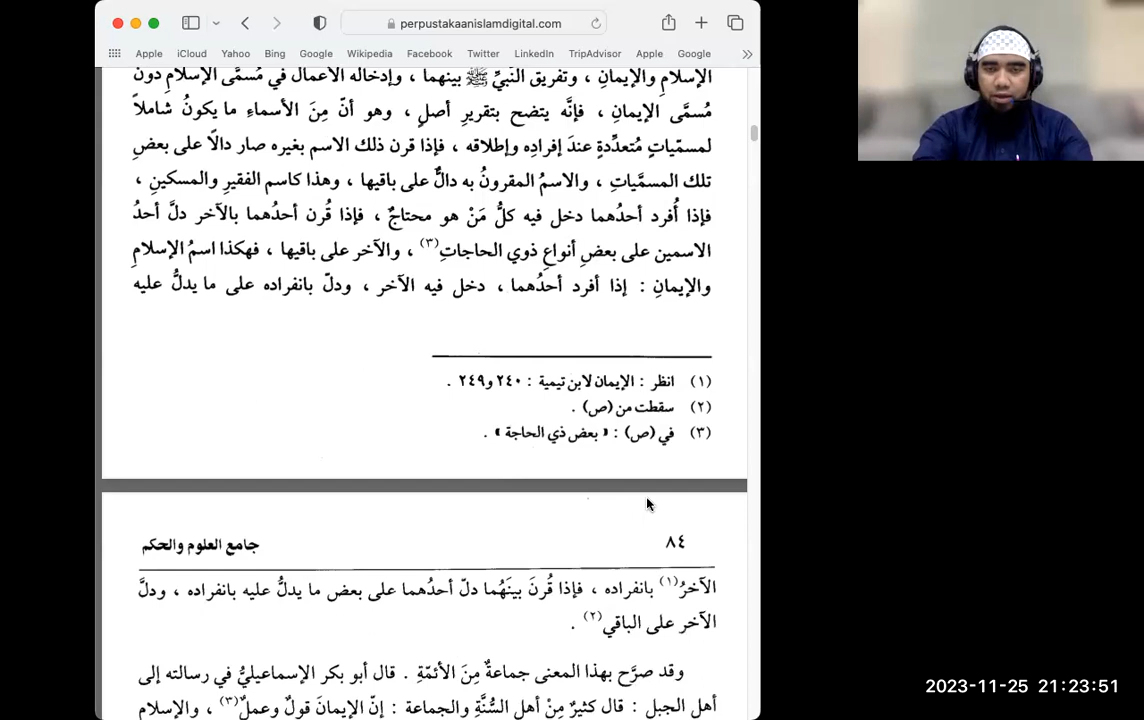 perpustakaanislamdigital.com
Apple iCloud Yahoo Bing Google Wikipedia Facebook Twitter LinkedIn TripAdvisor Apple Google
الإسلامِ والإيمانِ ، وتفريق النَّبيِّ ﷺ بينهما ، وإدخاله الأعمالَ في مُسمَّى الإسلامِ دونَ
مُسمَّى الإيمانِ ، فإنَّه يتضح بتقريرِ أصلٍ ، وهو أنّ مِنَ الأسماءِ ما يكونُ شاملاً
لمسمّياتٍ مُتعدِّدةٍ عندَ إفرادِه وإطلاقه ، فإذا قرن ذلك الاسم بغيره صار دالًا على بعضِ
تلك المسمَّياتِ ، والاسمُ المقرونُ به دالٌّ على باقيها ، وهذا كاسم الفقيرِ والمسكينِ ،
فإذا أُفرد أحدُهما دخل فيه كلُّ مَنْ هو محتاجٌ ، فإذا قُرن أحدُهما بالآخر دلَّ أحدُ
الاسمين على بعضِ أنواعِ ذوي الحاجاتِ(٣) ، والآخر على باقيها ، فهكذا اسمُ الإسلامِ
والإيمانِ : إذا أفرد أحدُهما ، دخل فيه الآخر ، ودلّ بانفراده على ما يدلُّ عليه
(١) انظر : الإيمان لابن تيمية : ٢٤٠ و٢٤٩ .
(٢) سقطت من (ص) .
(٣) في (ص) : « بعض ذي الحاجة » .
٨٤ جامع العلوم والحكم
الآخرُ(١) بانفراده ، فإذا قُرنَ بينَهُما دلّ أحدُهما على بعض ما يدلُّ عليه بانفراده ، ودلَّ
الآخر على الباقي(٢) .
وقد صرَّح بهذا المعنى جماعةٌ مِنَ الأئمّةِ . قال أبو بكر الإسماعيليُّ في رسالته إلى
أهل الجبل : قال كثيرٌ مِنْ أهلِ السُّنَّةِ والجماعة : إنّ الإيمانَ قولٌ وعملٌ(٣) ، والإسلام
2023-11-25 21:23:51